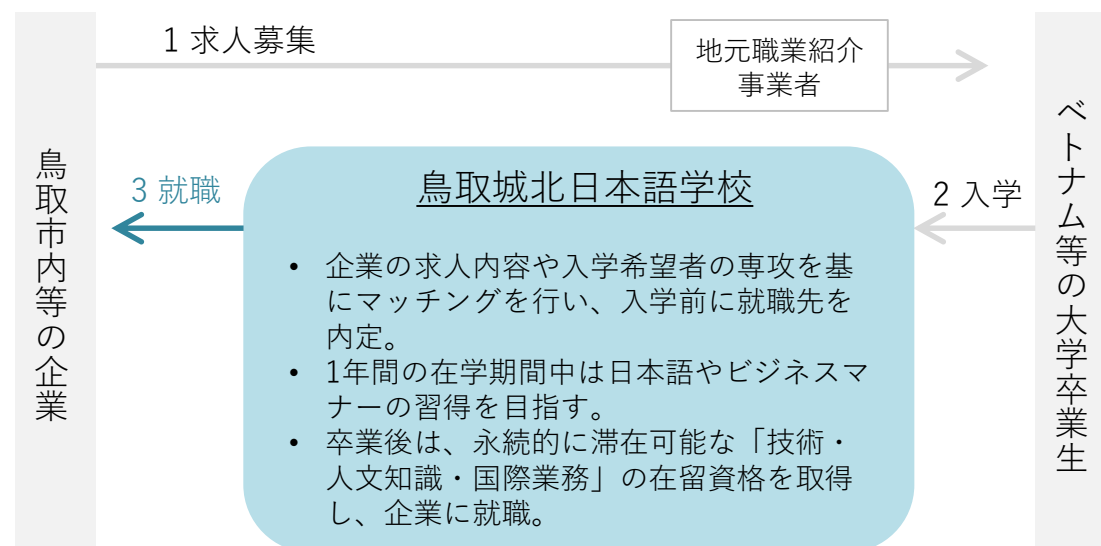 1 求人募集
地元職業紹介
事業者
鳥取市内等の企業
ベトナム等の大学卒業生
3 就職
2 入学
鳥取城北日本語学校
• 企業の求人内容や入学希望者の専攻を基
にマッチングを行い、入学前に就職先を
内定。
• 1年間の在学期間中は日本語やビジネスマ
ナーの習得を目指す。
• 卒業後は、永続的に滞在可能な「技術・
人文知識・国際業務」の在留資格を取得
し、企業に就職。